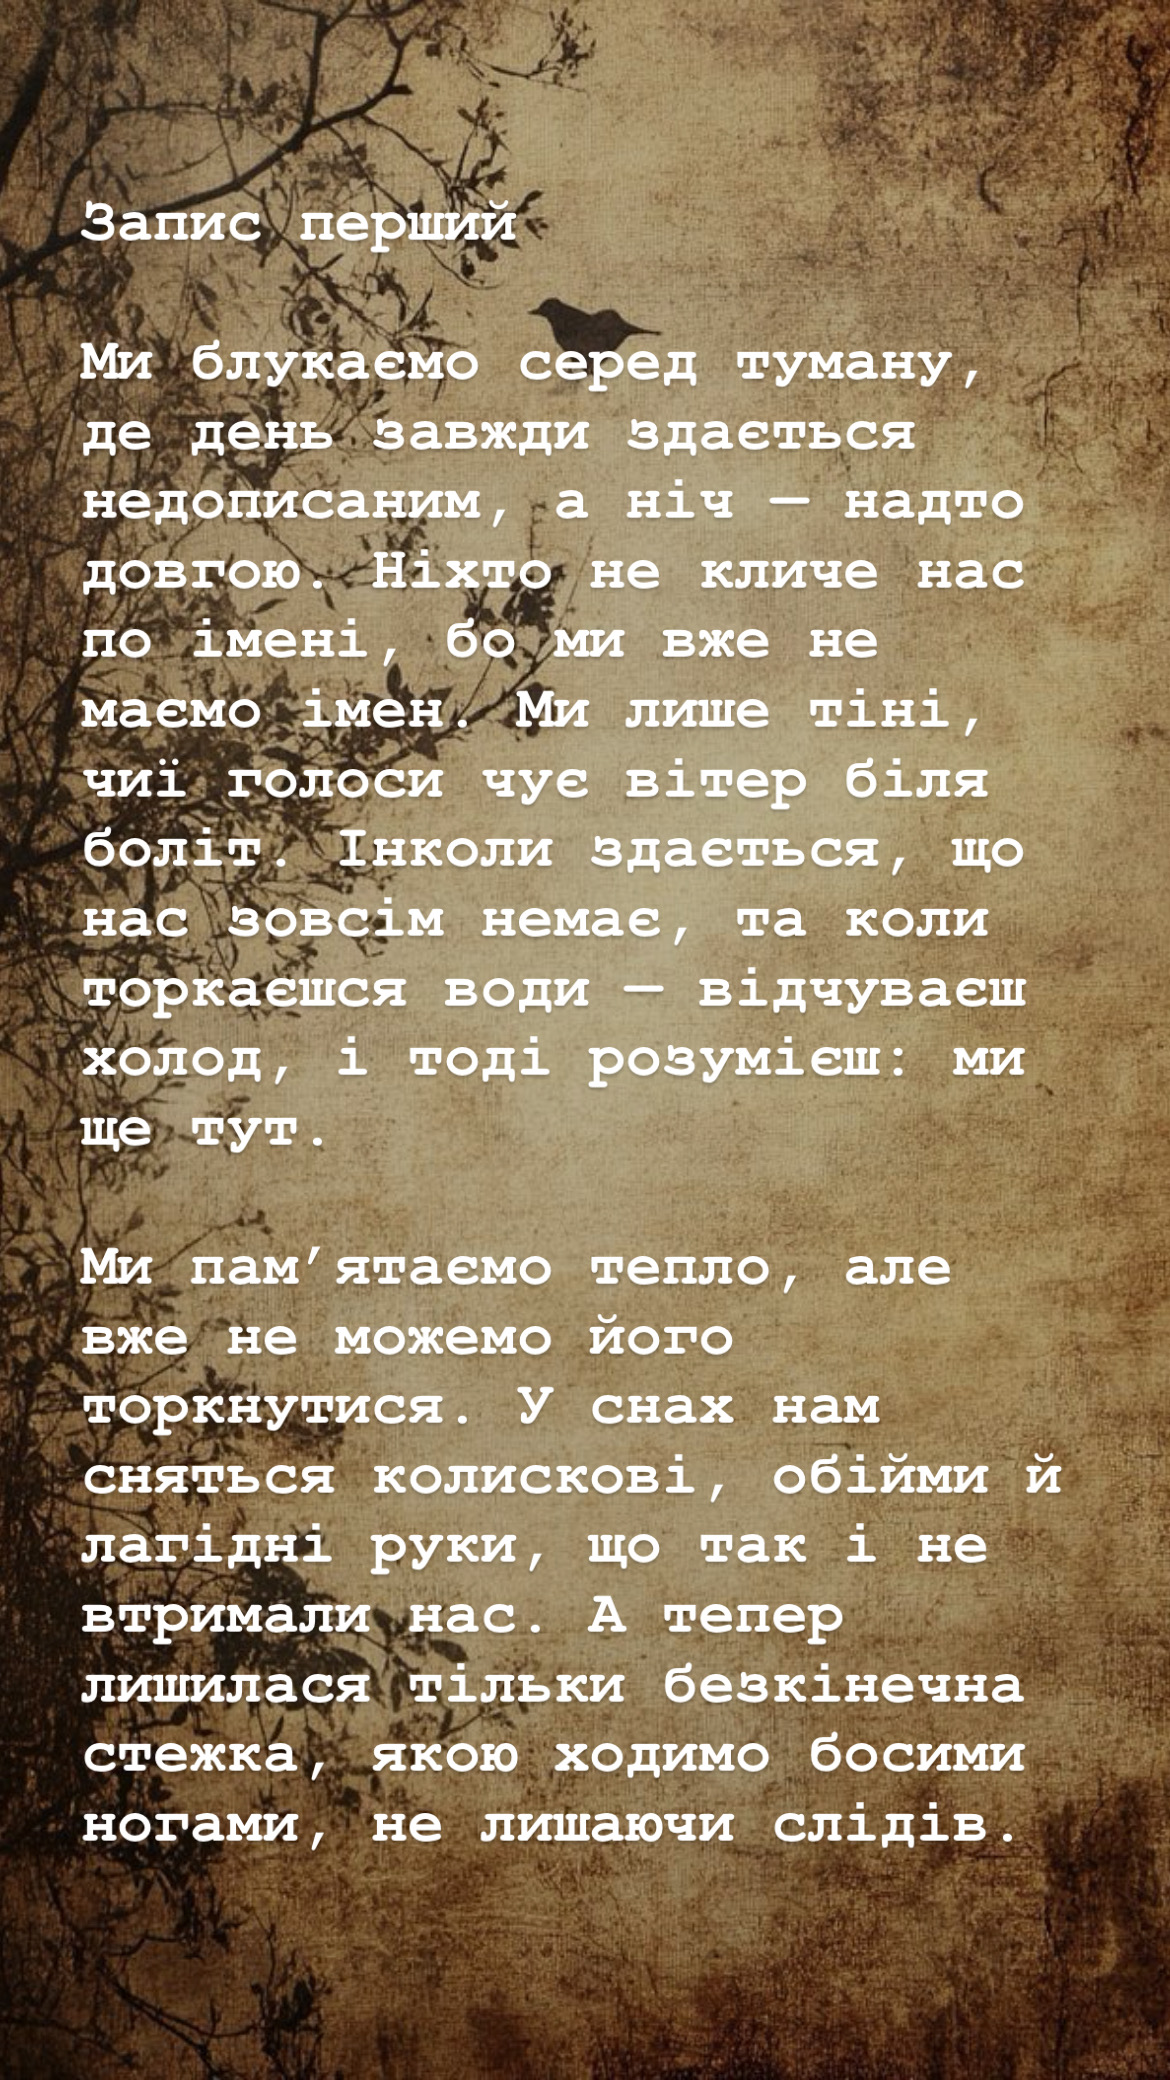 Запис перший
Ми блукаємо серед туману,
де день завжди здається
недописаним, а ніч — надто
довгою. Ніхто не кличе нас
по імені, бо ми вже не
маємо імен. Ми лише тіні,
чиї голоси чує вітер біля
боліт. Інколи здається, що
нас зовсім немає, та коли
торкаєшся води — відчуваєш
холод, і тоді розумієш: ми
ще тут.
Ми пам’ятаємо тепло, але
вже не можемо його
торкнутися. У снах нам
сняться колискові, обійми й
лагідні руки, що так і не
втримали нас. А тепер
лишилася тільки безкінечна
стежка, якою ходимо босими
ногами, не лишаючи слідів.